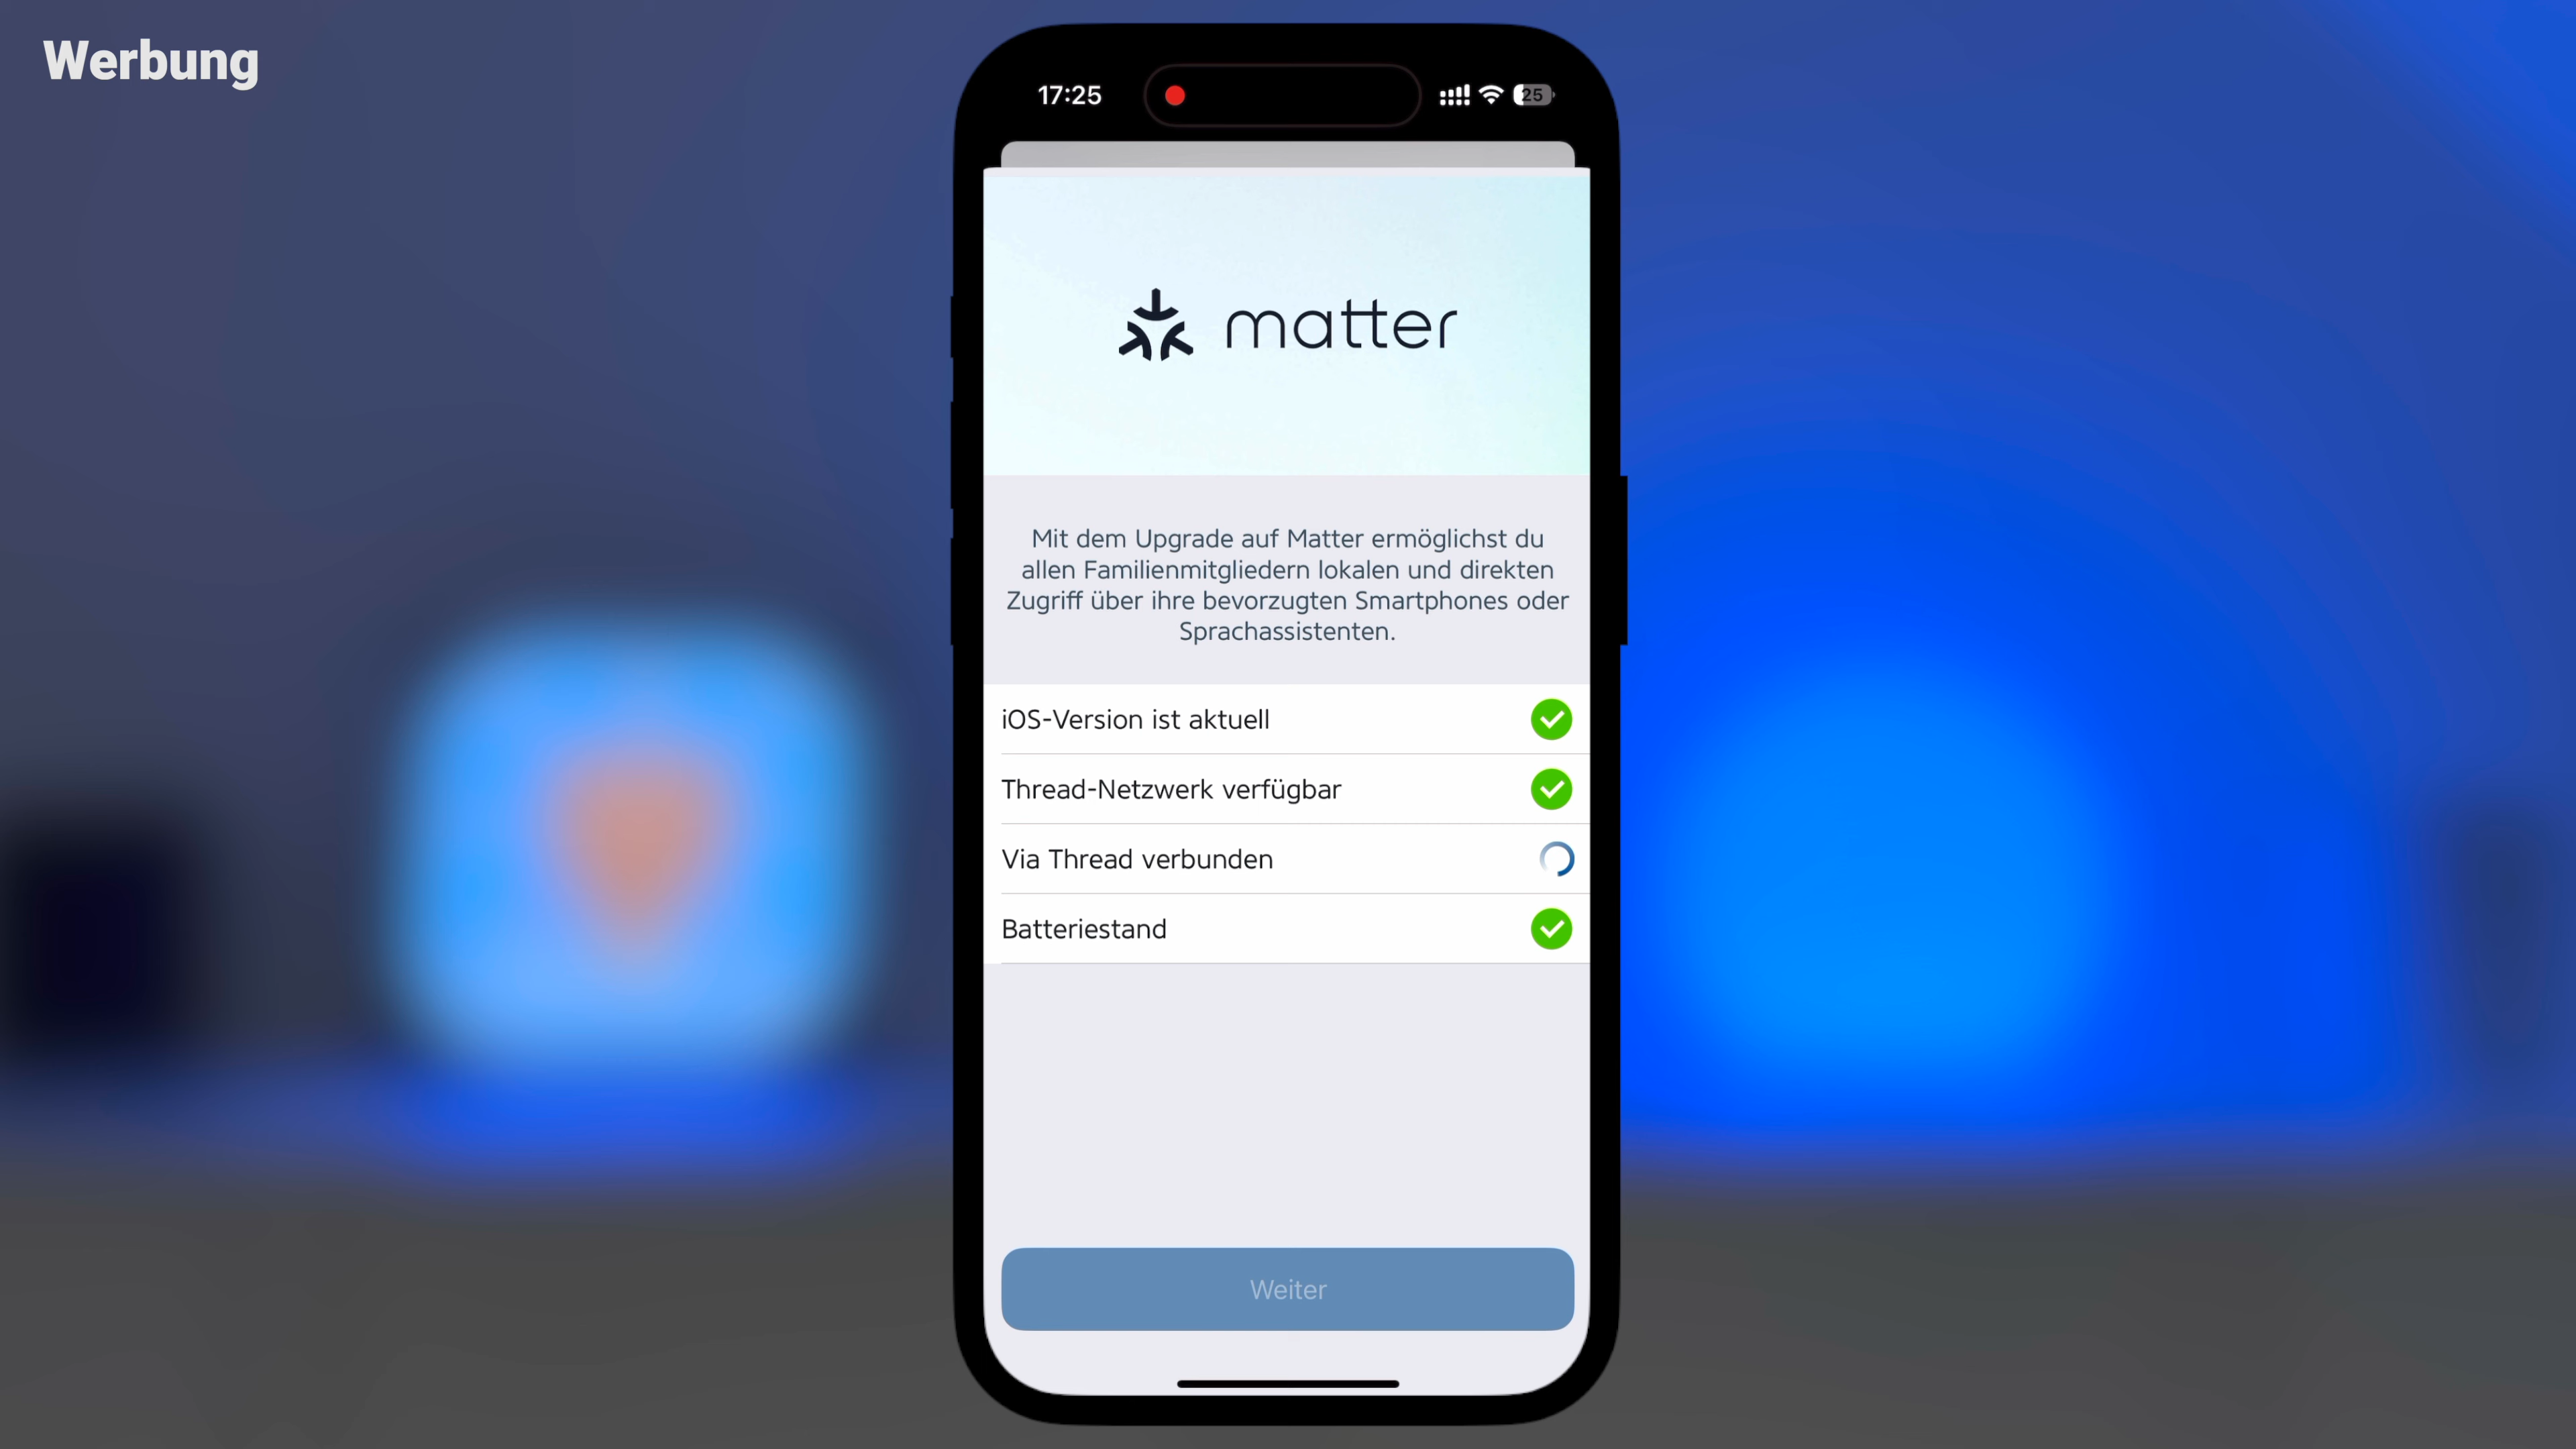 Werbung
17:25
25
matter
Mit dem Upgrade auf Matter ermöglichst du
allen Familienmitgliedern lokalen und direkten
Zugriff über ihre bevorzugten Smartphones oder
Sprachassistenten.
iOS-Version ist aktuell
Thread-Netzwerk verfügbar
Via Thread verbunden
Batteriestand
Weiter